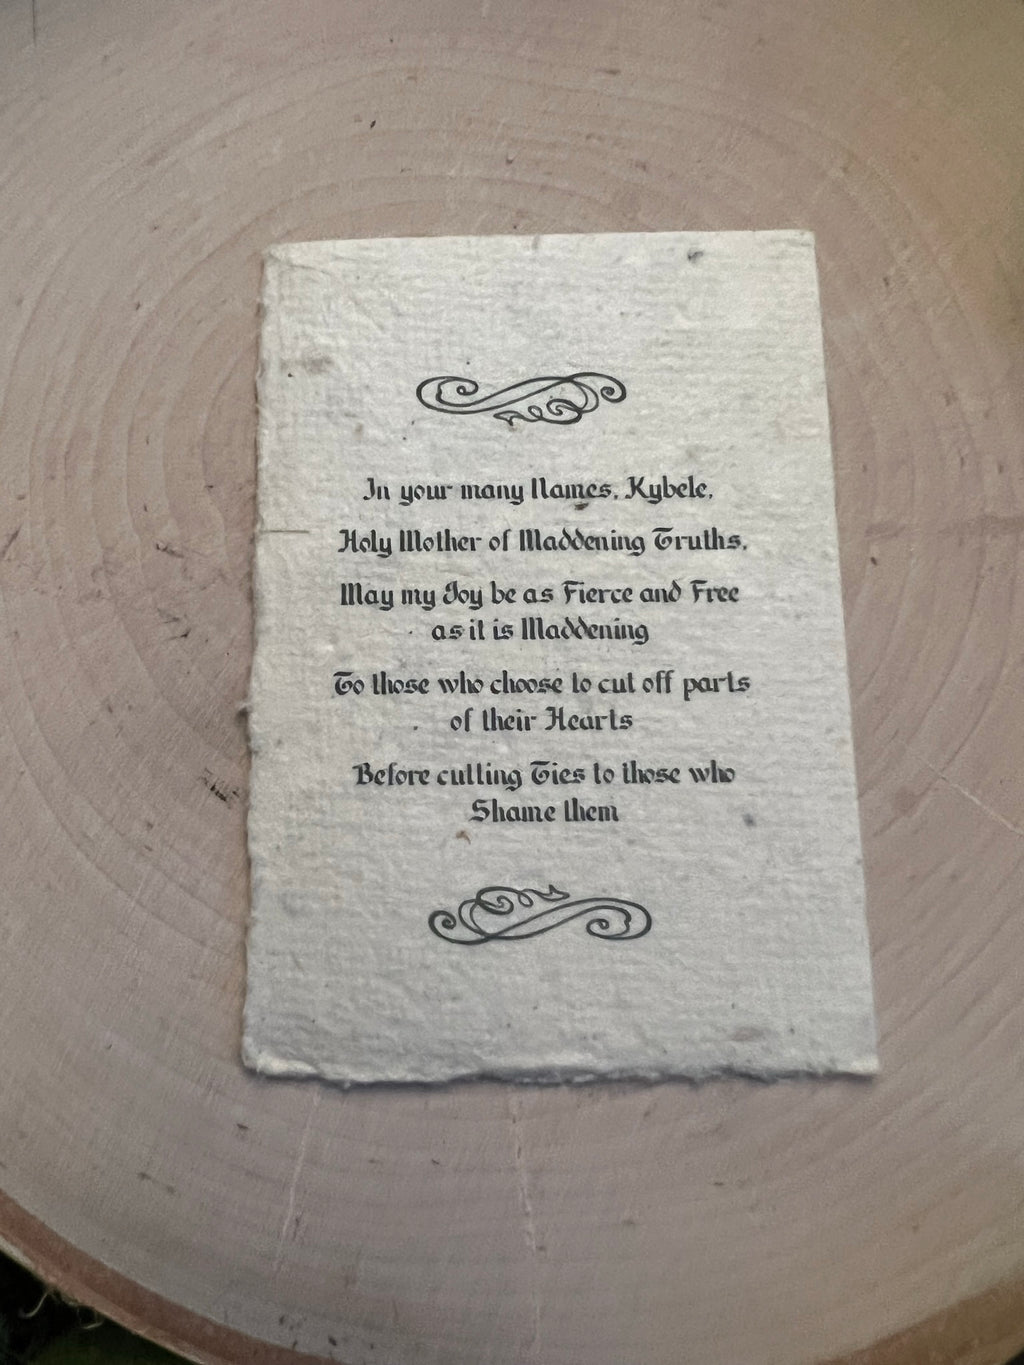 In your many Names, Kybele,
Holy Mother of Maddening Truths,
May my Joy be as Fierce and Free
as it is Maddening
To those who choose to cut off parts
of their Hearts
Before cutting Ties to those who
Shame them